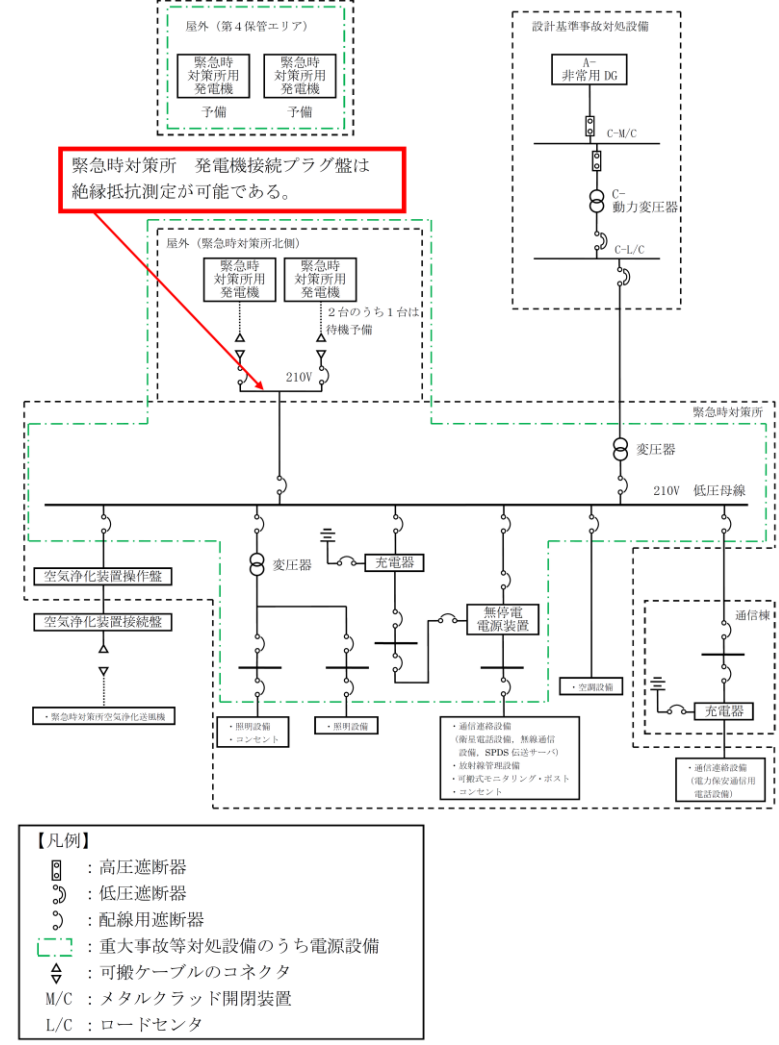 屋外（第４保管エリア）
緊急時
対策所用
発電機
緊急時
対策所用
発電機
予備
予備
設計基準事故対処設備
A-
非常用 DG
C-M/C
C-
動力変圧器
C-L/C
緊急時対策所　発電機接続プラグ盤は
絶縁抵抗測定が可能である。
屋外（緊急時対策所北側）
緊急時
対策所用
発電機
緊急時
対策所用
発電機
２台のうち１台は
待機予備
210V
緊急時対策所
変圧器
210V　低圧母線
空気浄化装置操作盤
空気浄化装置接続盤
・緊急時対策所空気浄化送風機
変圧器
充電器
無停電
電源装置
・照明設備
・コンセント
・照明設備
・通信連絡設備
（衛星電話設備，無線通信
設備，SPDS 伝送サーバ）
・放射線管理設備
・可搬式モニタリング・ポスト
・コンセント
・空調設備
通信棟
充電器
・通信連絡設備
（電力保安通信用
電話設備）
【凡例】
：高圧遮断器
：低圧遮断器
：配線用遮断器
：重大事故等対処設備のうち電源設備
：可搬ケーブルのコネクタ
M/C ：メタルクラッド開閉装置
L/C ：ロードセンタ